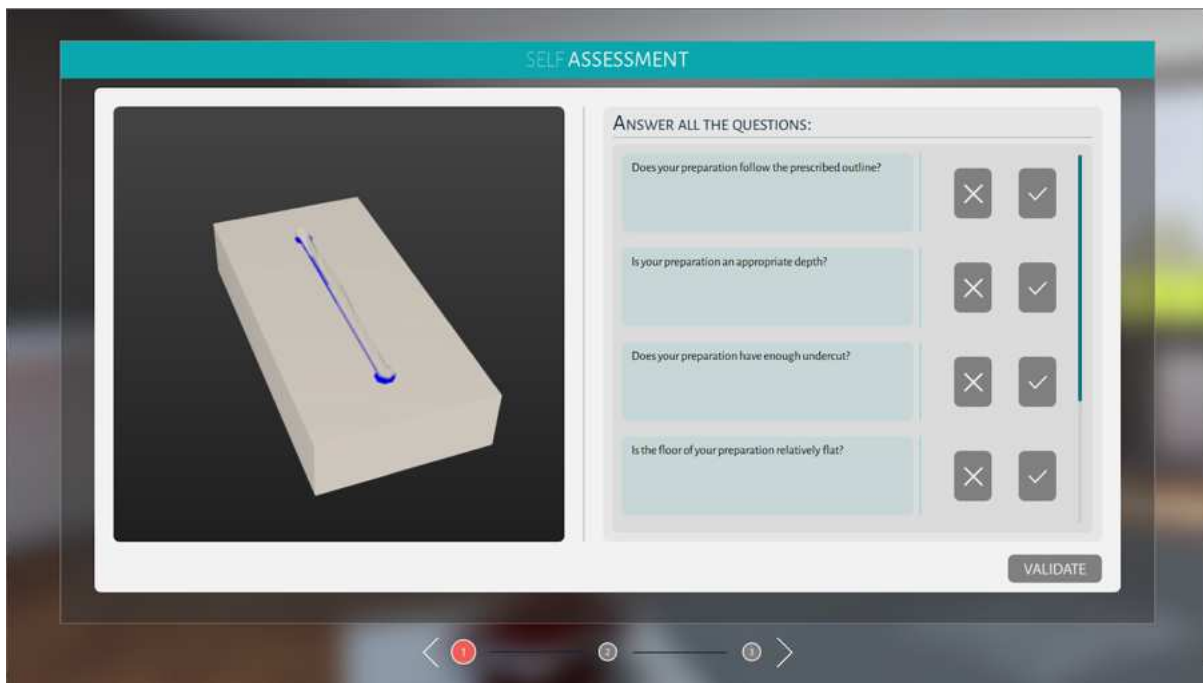 SELF ASSESSMENT
ANSWER ALL THE QUESTIONS:
Does your preparation follow the prescribed outline?
Is your preparation an appropriate depth?
Does your preparation have enough undercut?
Is the floor of your preparation relatively flat?
VALIDATE
1 2 3